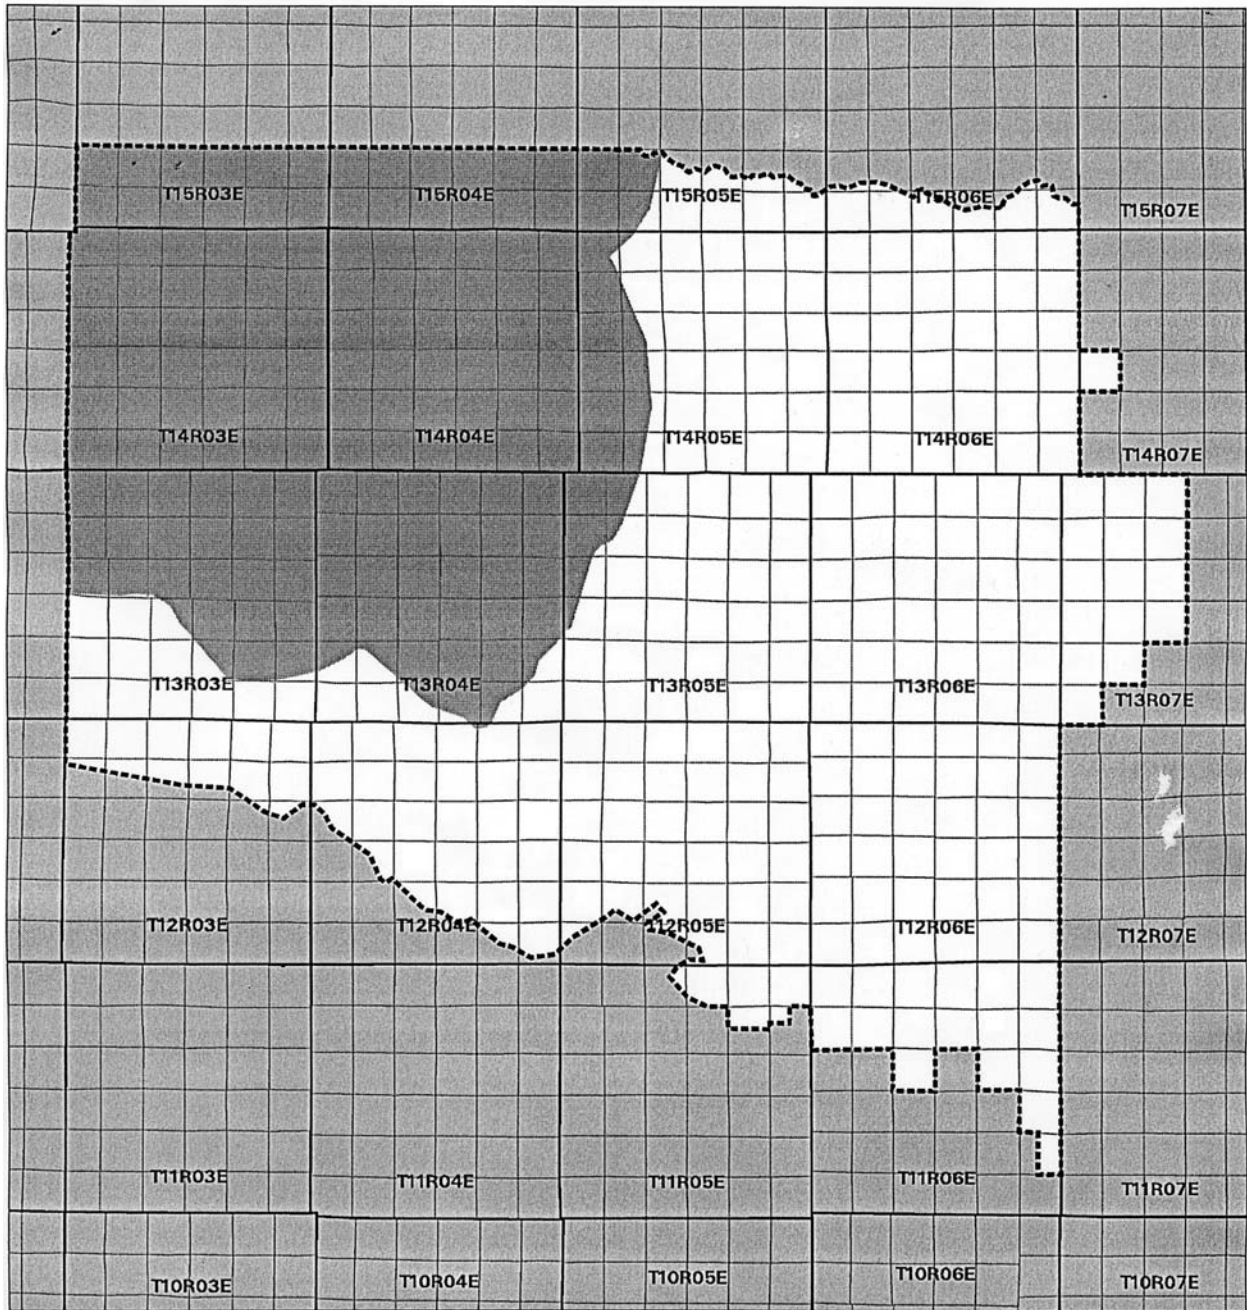 T15R03E T15R04E T15R05E T15R06E T15R07E
T14R03E T14R04E T14R05E T14R06E T14R07E
T13R03E T13R04E T13R05E T13R06E T13R07E
T12R03E T12R04E T12R05E T12R06E T12R07E
T11R03E T11R04E T11R05E T11R06E T11R07E
T10R03E T10R04E T10R05E T10R06E T10R07E